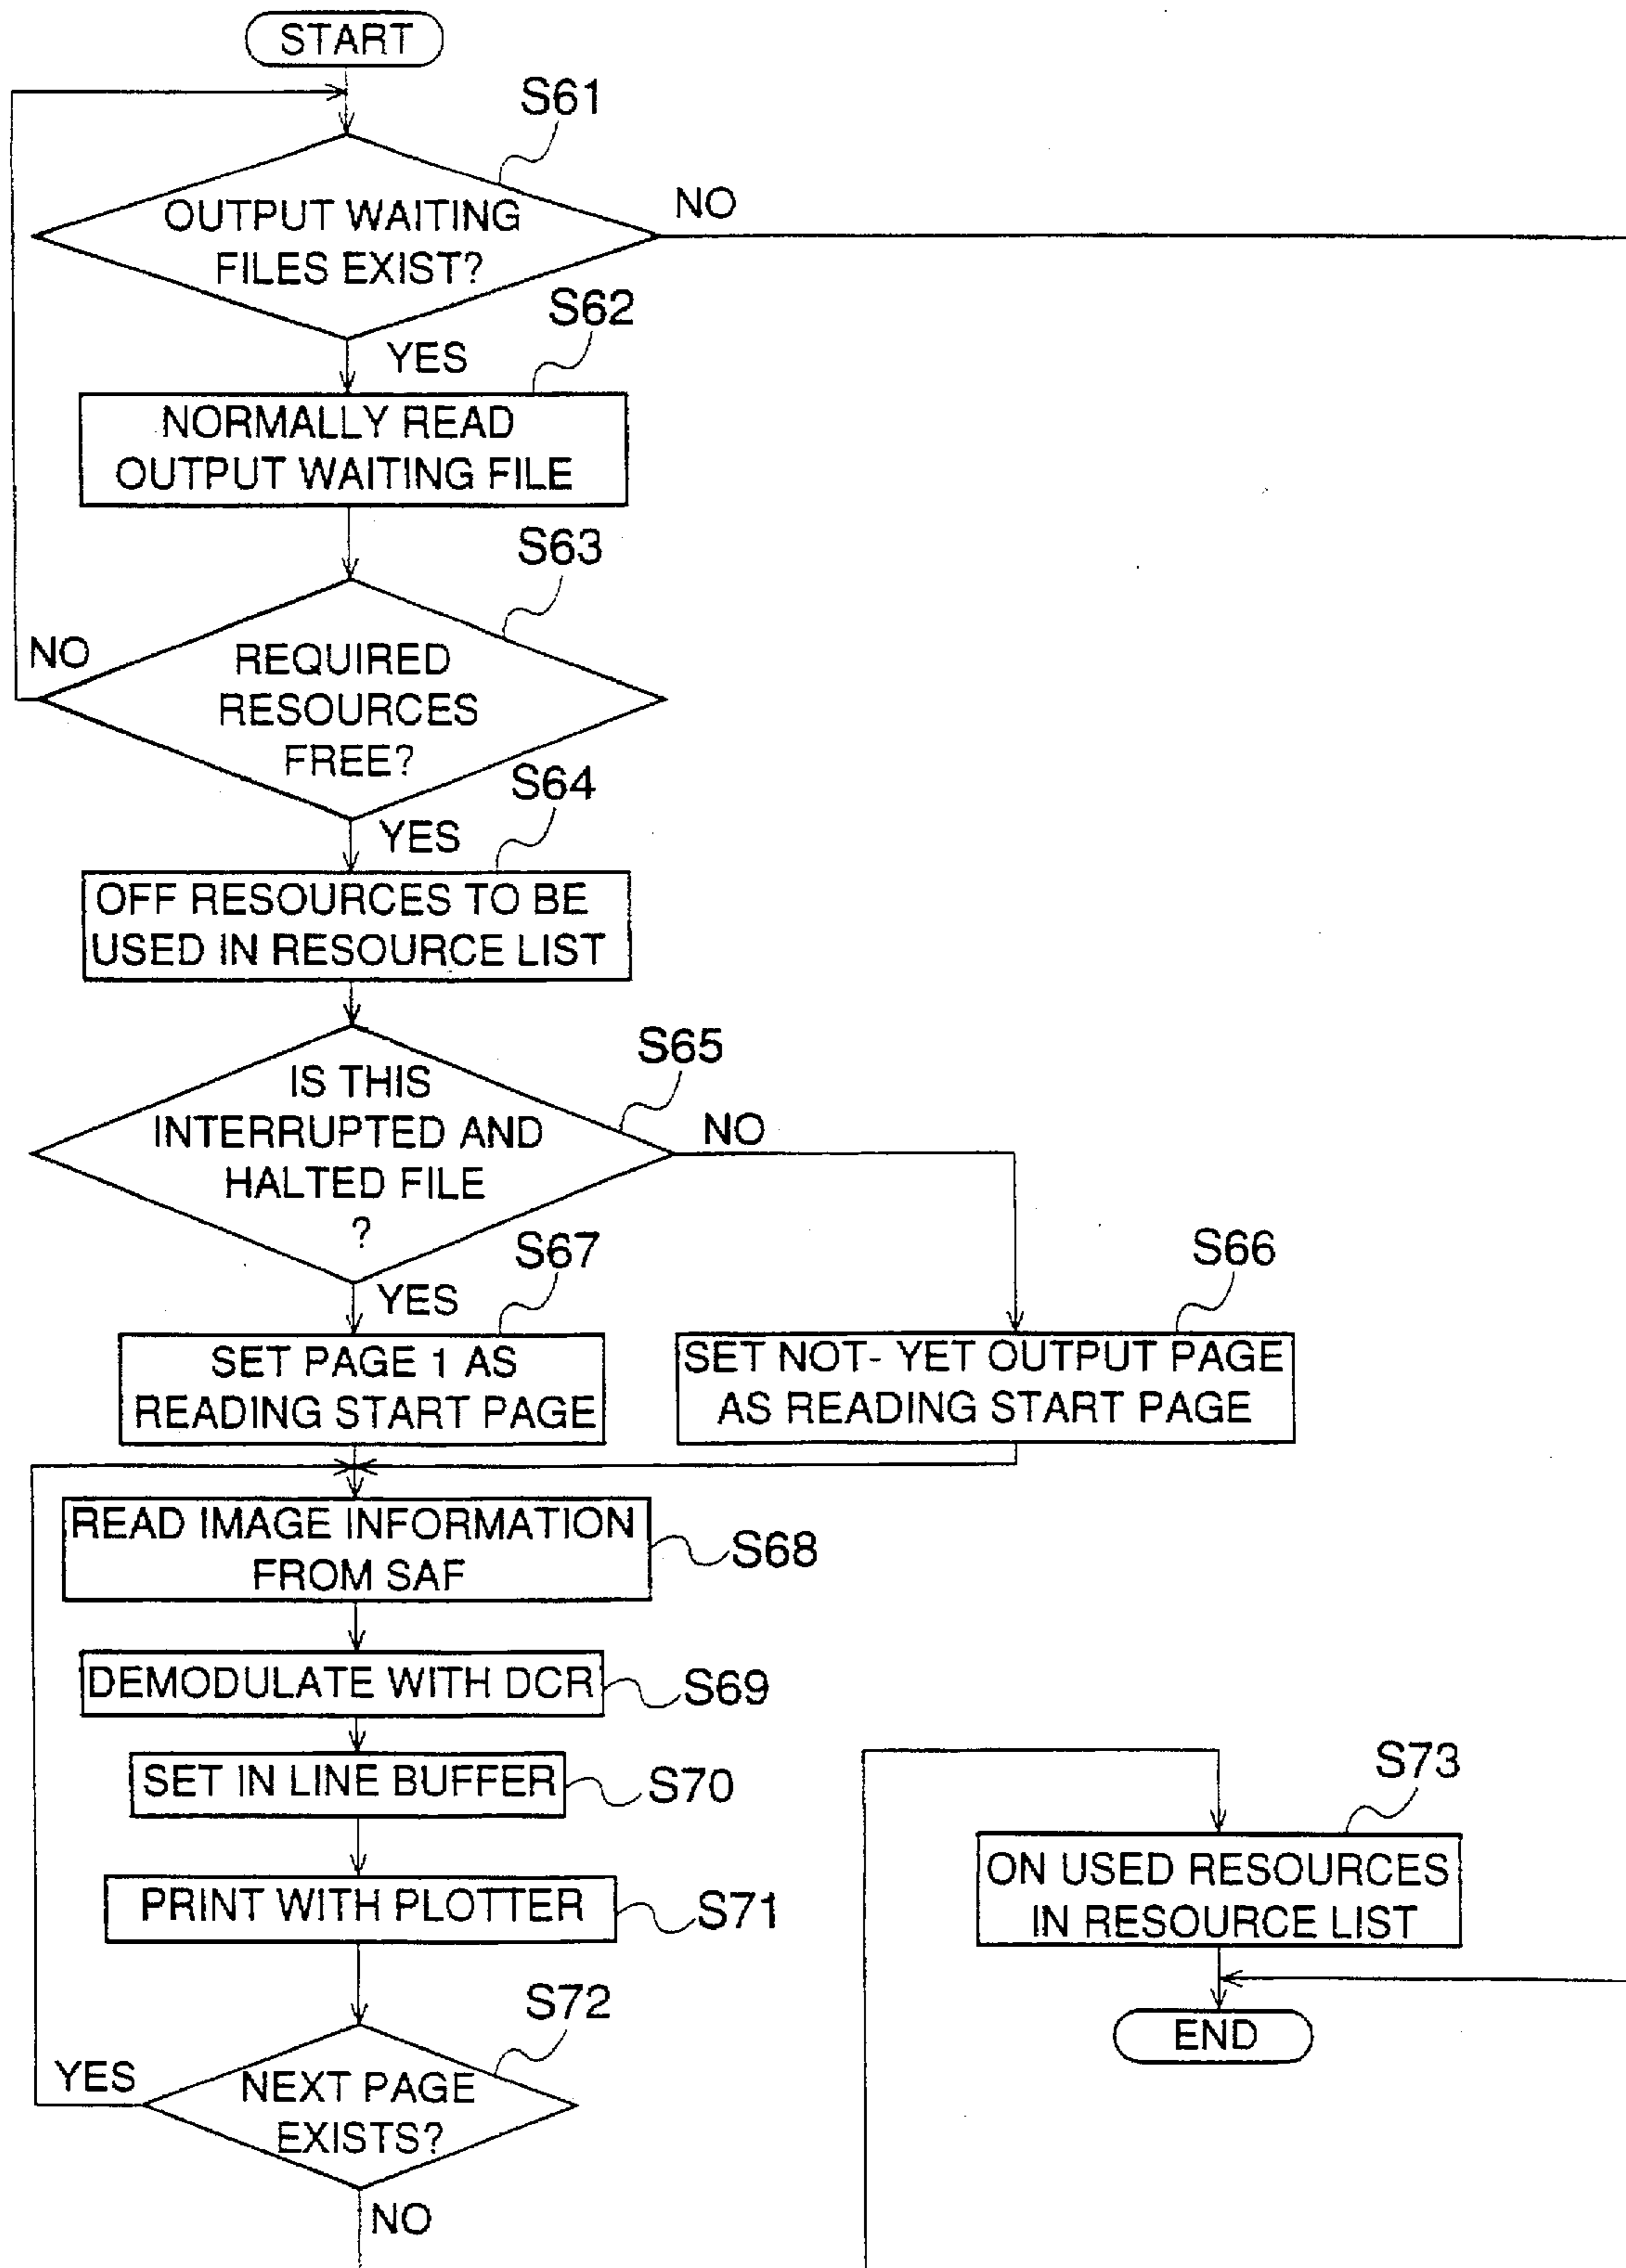 START
S61
OUTPUT WAITING
FILES EXIST?
NO
S62
YES
NORMALLY READ
OUTPUT WAITING FILE
S63
NO
REQUIRED
RESOURCES
FREE?
S64
YES
OFF RESOURCES TO BE
USED IN RESOURCE LIST
S65
IS THIS
INTERRUPTED AND
HALTED FILE
?
NO
S67
YES
S66
SET PAGE 1 AS
READING START PAGE
SET NOT- YET OUTPUT PAGE
AS READING START PAGE
READ IMAGE INFORMATION
FROM SAF
S68
DEMODULATE WITH DCR
S69
SET IN LINE BUFFER
S70
PRINT WITH PLOTTER
S71
S72
YES
NEXT PAGE
EXISTS?
NO
S73
ON USED RESOURCES
IN RESOURCE LIST
END